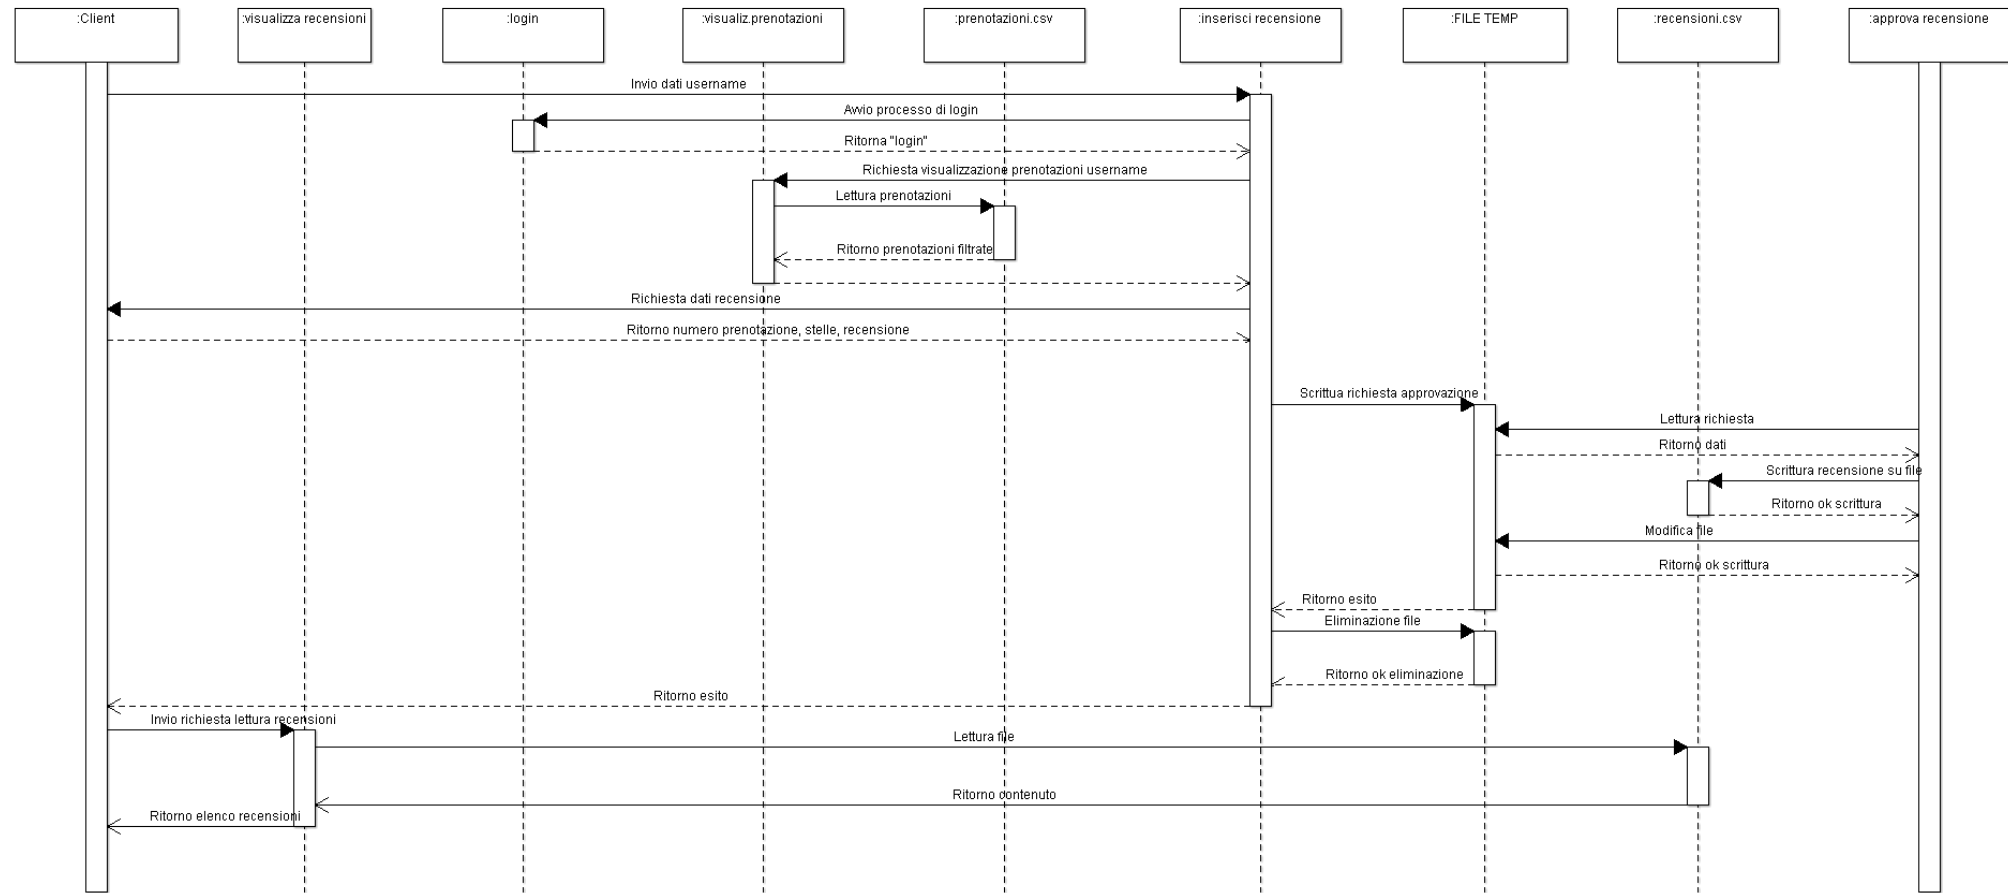 :Client
:visualizza recensioni
:login
:visualiz.prenotazioni
:prenotazioni.csv
:inserisci recensione
:FILE TEMP
:recensioni.csv
:approva recensione
Invio dati username
Avvio processo di login
Ritorna "login"
Richiesta visualizzazione prenotazioni username
Lettura prenotazioni
Ritorno prenotazioni filtrate
Richiesta dati recensione
Ritorno numero prenotazione, stelle, recensione
Scrittua richiesta approvazione
Lettura richiesta
Ritorno dati
Scrittura recensione su file
Ritorno ok scrittura
Modifica file
Ritorno ok scrittura
Ritorno esito
Eliminazione file
Ritorno ok eliminazione
Ritorno esito
Invio richiesta lettura recensioni
Lettura file
Ritorno contenuto
Ritorno elenco recensioni